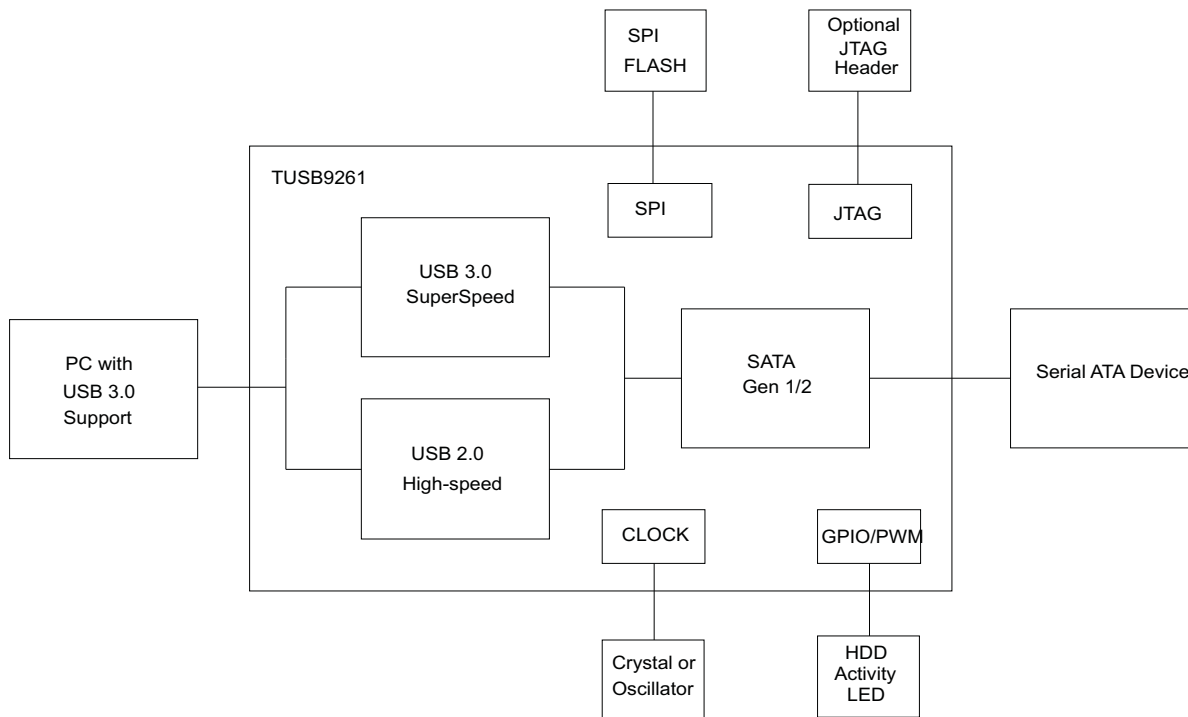 SPI
FLASH
Optional
JTAG
Header
TUSB9261
SPI
JTAG
USB 3.0
SuperSpeed
PC with
USB 3.0
Support
SATA
Gen 1/2
Serial ATA Device
USB 2.0
High-speed
CLOCK
GPIO/PWM
Crystal or
Oscillator
HDD
Activity
LED